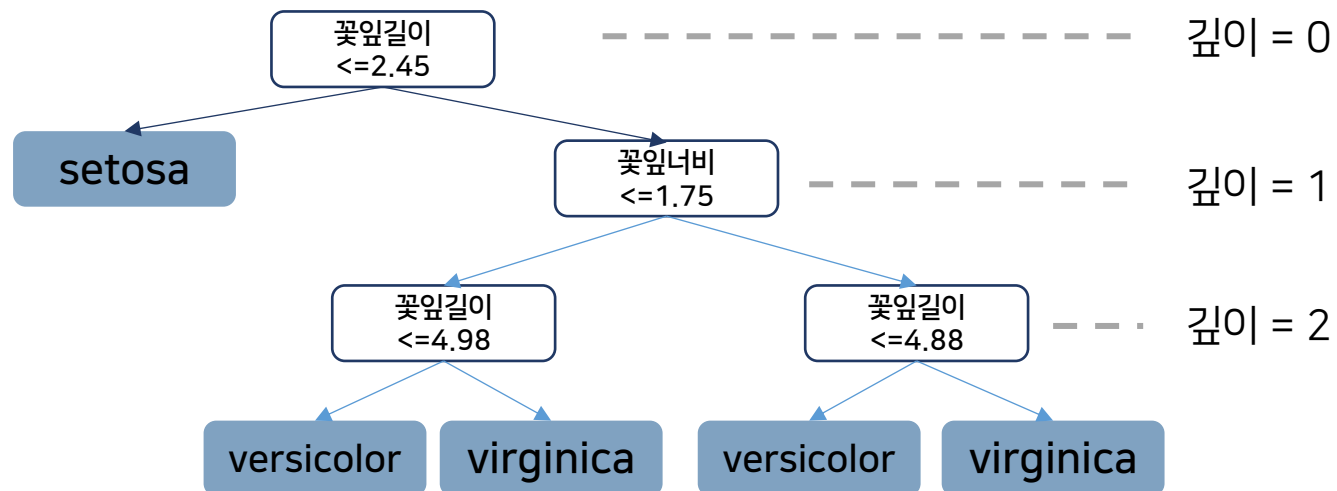 꽃잎길이
<=2.45
깊이 = 0
setosa
꽃잎너비
<=1.75
깊이 = 1
꽃잎길이
<=4.98
꽃잎길이
<=4.88
깊이 = 2
versicolor
virginica
versicolor
virginica